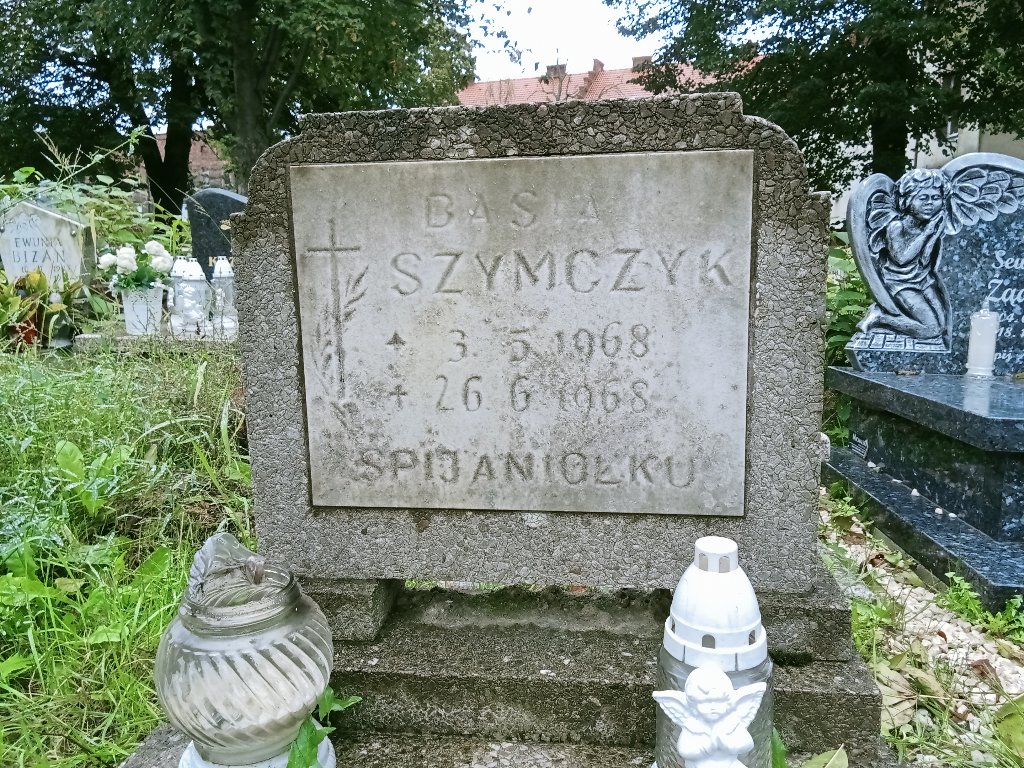 BASIA
SZYMCZYK
3 5 1968
26 6 1968
ŚPIJ ANIOŁKU
EWUNIA
BIZAN